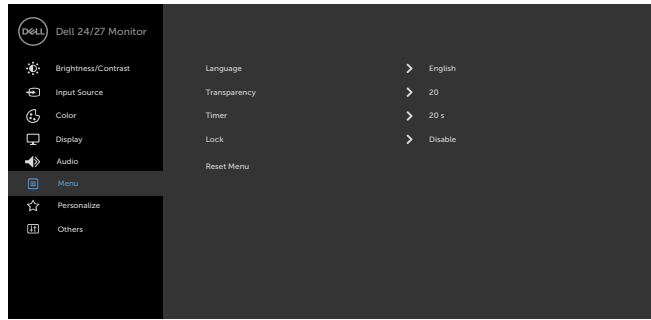 DELL Dell 24/27 Monitor
Brightness/Contrast
Input Source
Color
Display
Audio
Menu
Personalize
Others
Language > English
Transparency > 20
Timer > 20 s
Lock > Disable
Reset Menu